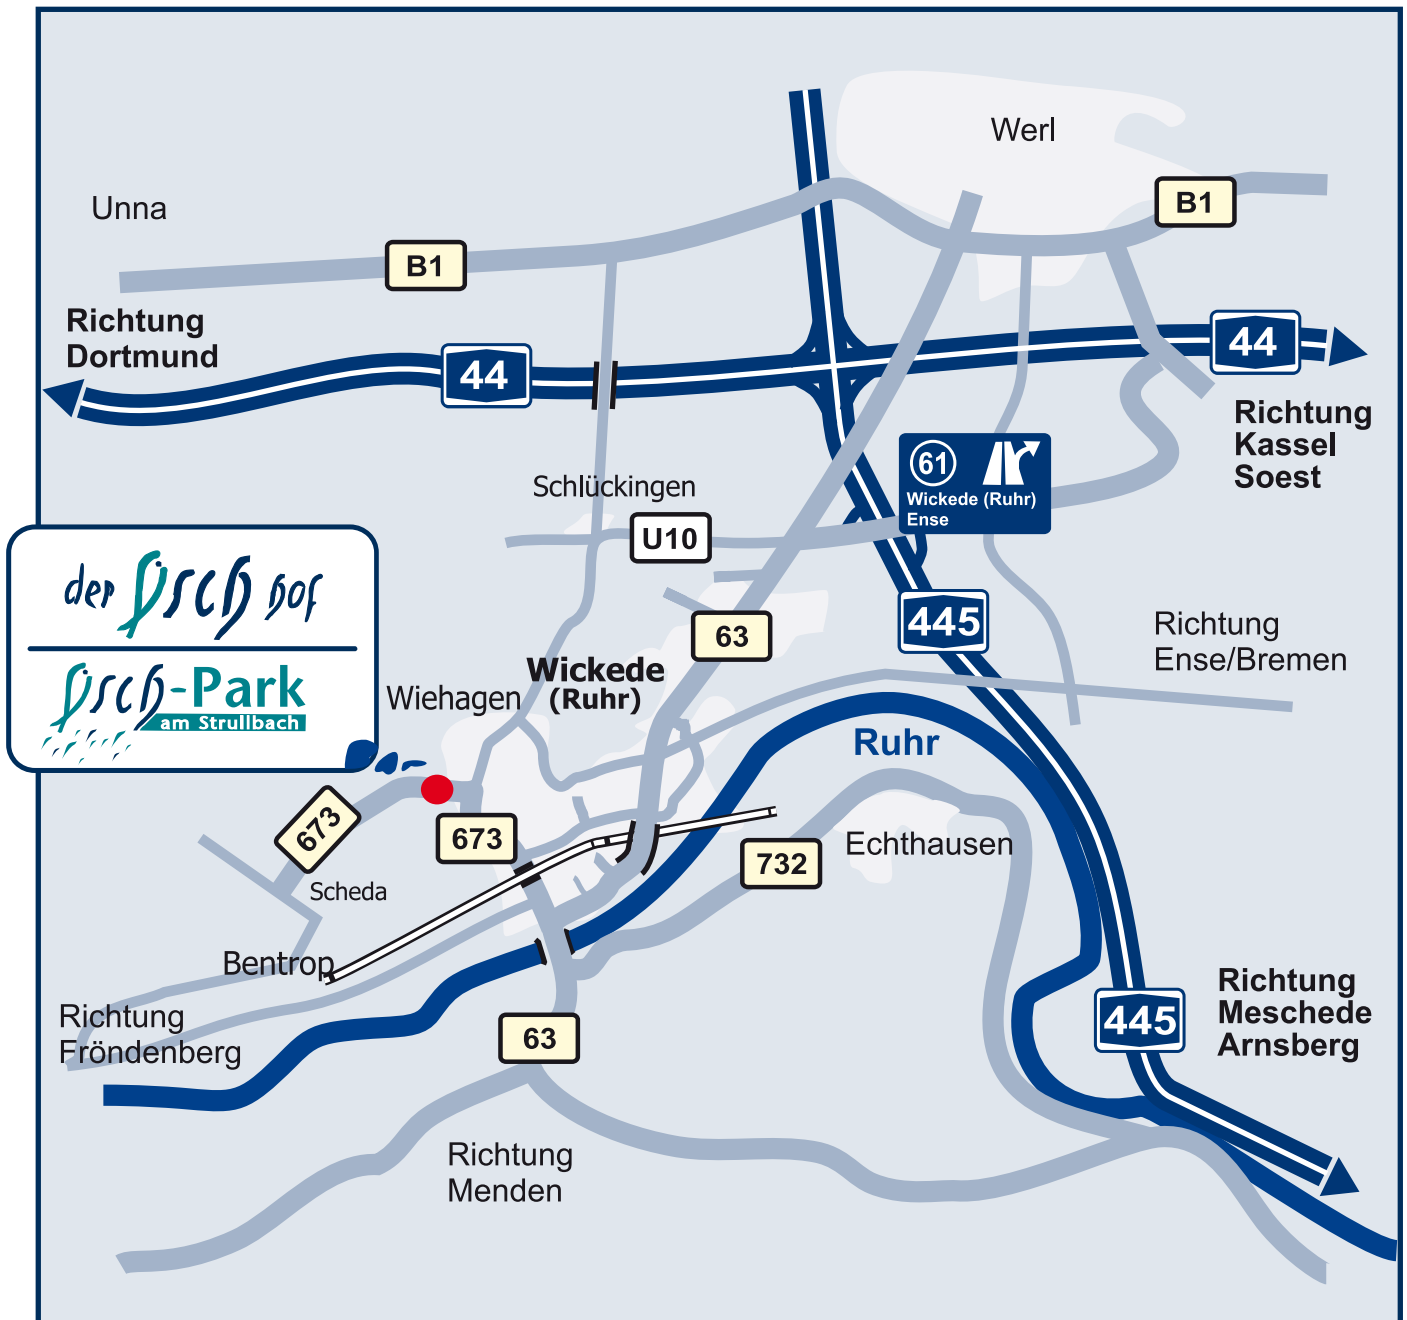 Werl
Unna
B1
B1
Richtung
Dortmund
44
44
Richtung
Kassel
Soest
61
Wickede (Ruhr)
Ense
Schlückingen
U10
der fisch hof
fisch-Park
am Strullbach
445
63
Richtung
Ense/Bremen
Wickede
(Ruhr)
Wiehagen
Ruhr
673
673
732
Echthausen
Scheda
Bentrop
Richtung
Fröndenberg
63
445
Richtung
Meschede
Arnsberg
Richtung
Menden